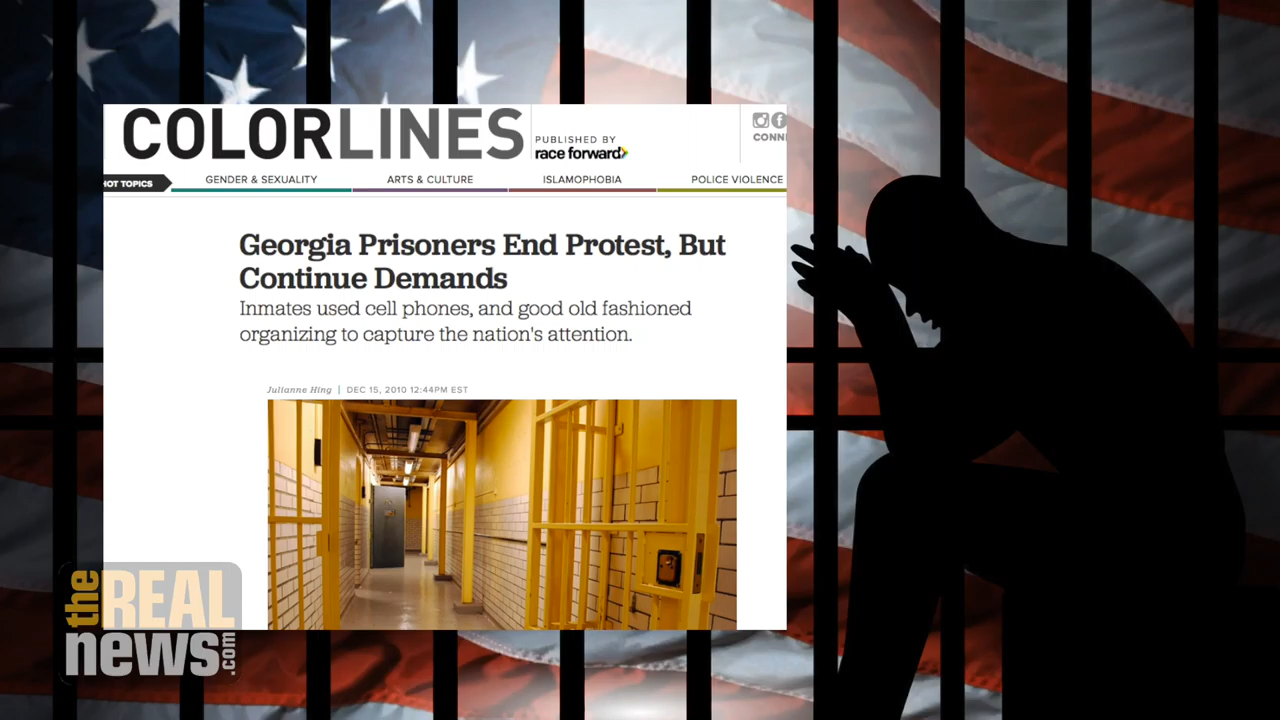 COLORLINES
PUBLISHED BY
race forward
CONN
HOT TOPICS
GENDER & SEXUALITY
ARTS & CULTURE
ISLAMOPHOBIA
POLICE VIOLENCE
Georgia Prisoners End Protest, But
Continue Demands
Inmates used cell phones, and good old fashioned
organizing to capture the nation's attention.
Julianne Hing | DEC 15, 2010 12:44PM EST
the REAL
news.com